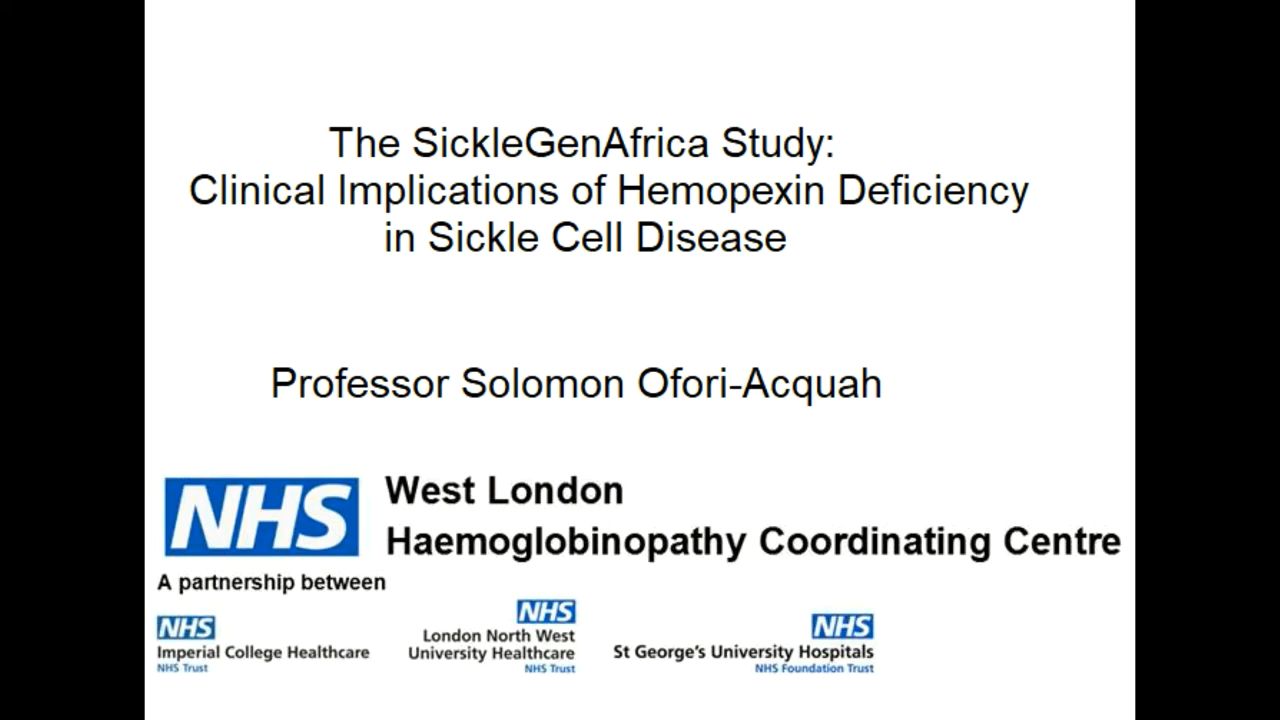 The SickleGenAfrica Study:
Clinical Implications of Hemopexin Deficiency
in Sickle Cell Disease
Professor Solomon Ofori-Acquah
NHS
West London
Haemoglobinopathy Coordinating Centre
A partnership between
NHS
Imperial College Healthcare
NHS Trust
NHS
London North West
University Healthcare
NHS Trust
NHS
St George's University Hospitals
NHS Foundation Trust